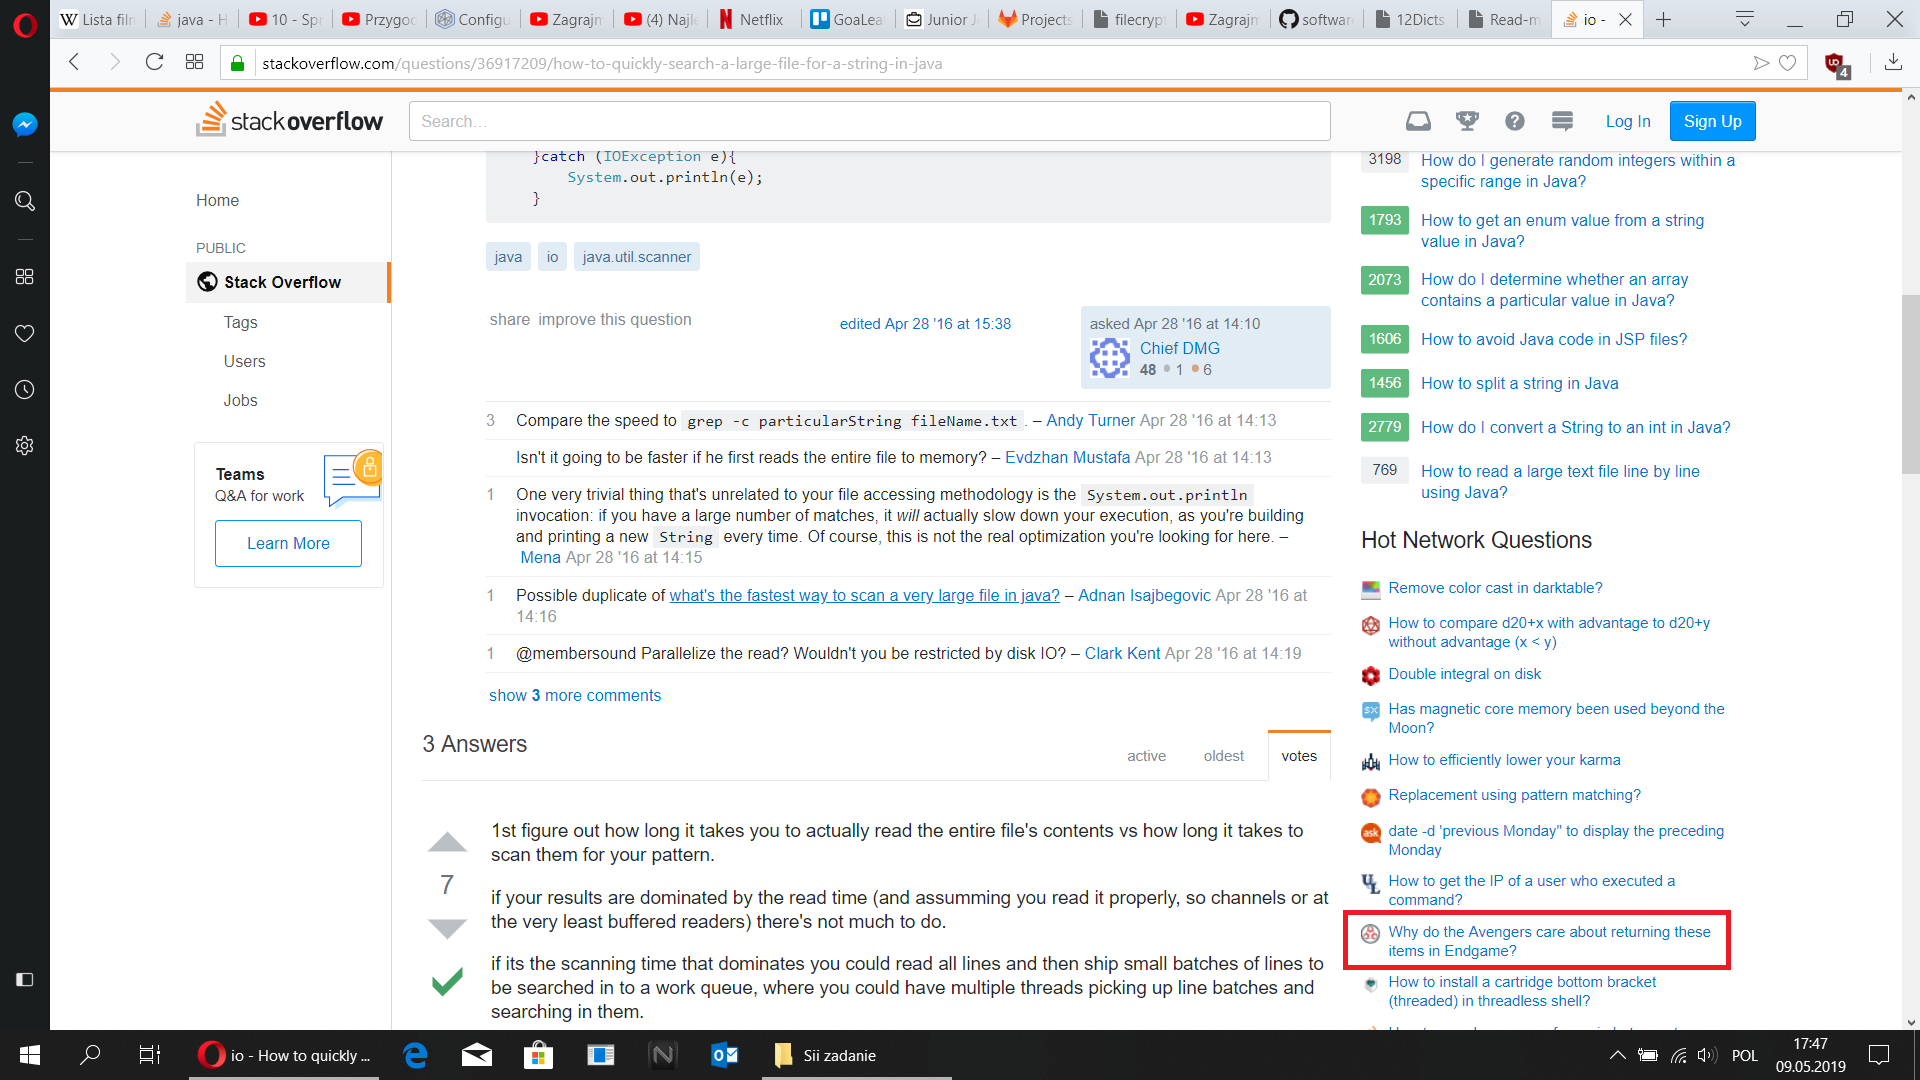 Lista film
java - H
10 - Spr
Przygod
Configu
Zagrajm
(4) Najle
Netflix
GoaLea
Junior J
Projects
filecrypt
Zagrajm
software
12Dicts
Read-m
io -
stackoverflow.com/questions/36917209/how-to-quickly-search-a-large-file-for-a-string-in-java
4
stackoverflow
Search…
Log In
Sign Up
Home
PUBLIC
Stack Overflow
Tags
Users
Jobs
Teams
Q&A for work
Learn More
}catch (IOException e){
System.out.println(e);
}
java io java.util.scanner
share improve this question
edited Apr 28 '16 at 15:38
asked Apr 28 '16 at 14:10
Chief DMG
48 1 6
3 Compare the speed to grep -c particularString fileName.txt. – Andy Turner Apr 28 '16 at 14:13
Isn't it going to be faster if he first reads the entire file to memory? – Evdzhan Mustafa Apr 28 '16 at 14:13
1 One very trivial thing that's unrelated to your file accessing methodology is the System.out.println
invocation: if you have a large number of matches, it will actually slow down your execution, as you're building
and printing a new String every time. Of course, this is not the real optimization you're looking for here. –
Mena Apr 28 '16 at 14:15
1 Possible duplicate of what's the fastest way to scan a very large file in java? – Adnan Isajbegovic Apr 28 '16 at
14:16
1 @membersound Parallelize the read? Wouldn't you be restricted by disk IO? – Clark Kent Apr 28 '16 at 14:19
show 3 more comments
3 Answers
active oldest votes
7
1st figure out how long it takes you to actually read the entire file's contents vs how long it takes to
scan them for your pattern.
if your results are dominated by the read time (and assumming you read it properly, so channels or at
the very least buffered readers) there's not much to do.
if its the scanning time that dominates you could read all lines and then ship small batches of lines to
be searched in to a work queue, where you could have multiple threads picking up line batches and
searching in them.
3198 How do I generate random integers within a
specific range in Java?
1793 How to get an enum value from a string
value in Java?
2073 How do I determine whether an array
contains a particular value in Java?
1606 How to avoid Java code in JSP files?
1456 How to split a string in Java
2779 How do I convert a String to an int in Java?
769 How to read a large text file line by line
using Java?
Hot Network Questions
Remove color cast in darktable?
How to compare d20+x with advantage to d20+y
without advantage (x < y)
Double integral on disk
Has magnetic core memory been used beyond the
Moon?
How to efficiently lower your karma
Replacement using pattern matching?
date -d 'previous Monday" to display the preceding
Monday
How to get the IP of a user who executed a
command?
Why do the Avengers care about returning these
items in Endgame?
How to install a cartridge bottom bracket
(threaded) in threadless shell?
io - How to quickly ...
Sii zadanie
POL
17:47
09.05.2019